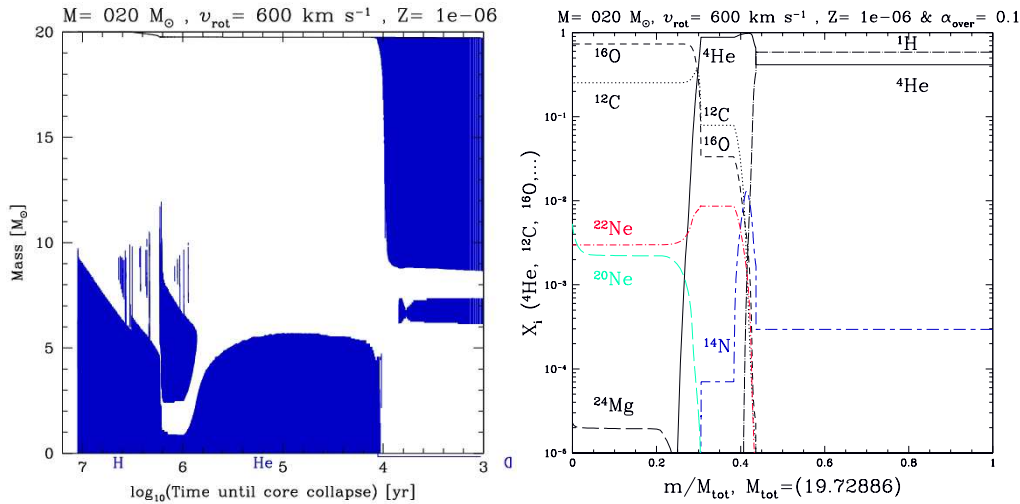 M= 020 M☉, υrot= 600 km s⁻¹ , Z= 1e−06
20
15
10
5
0
Mass [M☉]
7 6 5 4 3
H He C
log₁₀(Time until core collapse) [yr]
M= 020 M☉, υrot= 600 km s⁻¹ , Z= 1e−06 & αover= 0.1
1
10⁻¹
10⁻²
10⁻³
10⁻⁴
10⁻⁵
10⁻⁶
Xᵢ (⁴He, ¹²C, ¹⁶O,...)
¹⁶O
¹²C
⁴He
¹²C
¹⁶O
¹H
⁴He
²²Ne
²⁰Ne
¹⁴N
²⁴Mg
0 0.2 0.4 0.6 0.8 1
m/Mtot, Mtot=(19.72886)